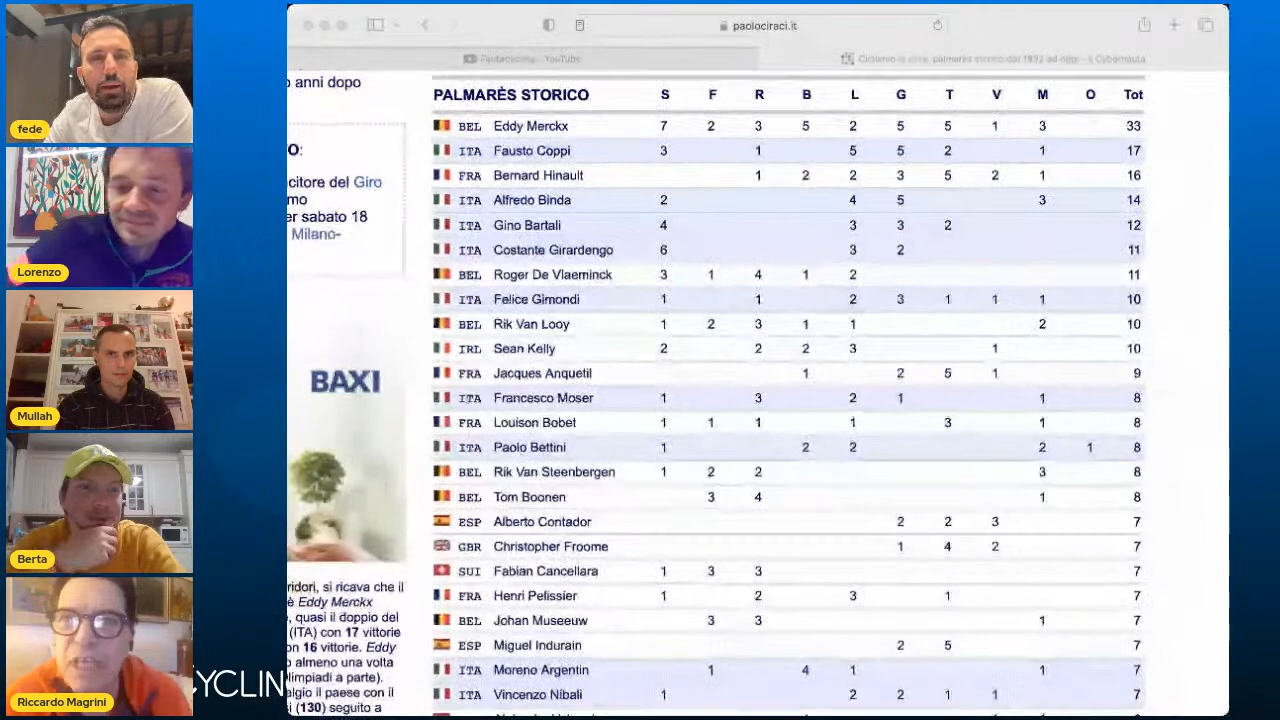 fede
Lorenzo
Mullah
Berta
Riccardo Magrini
CYCLIN
paolociraci.it
Pantacycling - YouTube
Ciclismo la corsa, palmarès storico dal 1892 ad oggi - Il Cybernauta
o anni dopo
O:
citore del Giro
mo
er sabato 18
Milano-
BAXI
ridori, si ricava che il
è Eddy Merckx
e, quasi il doppio del
(ITA) con 17 vittorie
on 16 vittorie. Eddy
o almeno una volta
limpiadi a parte).
elgio il paese con il
si (130) seguito a
PALMARÈS STORICO S F R B L G T V M O Tot
BEL Eddy Merckx 7 2 3 5 2 5 5 1 3 33
ITA Fausto Coppi 3 1 5 5 2 1 17
FRA Bernard Hinault 1 2 2 3 5 2 1 16
ITA Alfredo Binda 2 4 5 3 14
ITA Gino Bartali 4 3 3 2 12
ITA Costante Girardengo 6 3 2 11
BEL Roger De Vlaeminck 3 1 4 1 2 11
ITA Felice Gimondi 1 1 2 3 1 1 1 10
BEL Rik Van Looy 1 2 3 1 1 2 10
IRL Sean Kelly 2 2 2 3 1 10
FRA Jacques Anquetil 1 2 5 1 9
ITA Francesco Moser 1 3 2 1 1 8
FRA Louison Bobet 1 1 1 1 3 1 8
ITA Paolo Bettini 1 2 2 2 1 8
BEL Rik Van Steenbergen 1 2 2 3 8
BEL Tom Boonen 3 4 1 8
ESP Alberto Contador 2 2 3 7
GBR Christopher Froome 1 4 2 7
SUI Fabian Cancellara 1 3 3 7
FRA Henri Pelissier 1 2 3 1 7
BEL Johan Museeuw 3 3 1 7
ESP Miguel Indurain 2 5 7
ITA Moreno Argentin 1 4 1 1 7
ITA Vincenzo Nibali 1 2 2 1 1 7